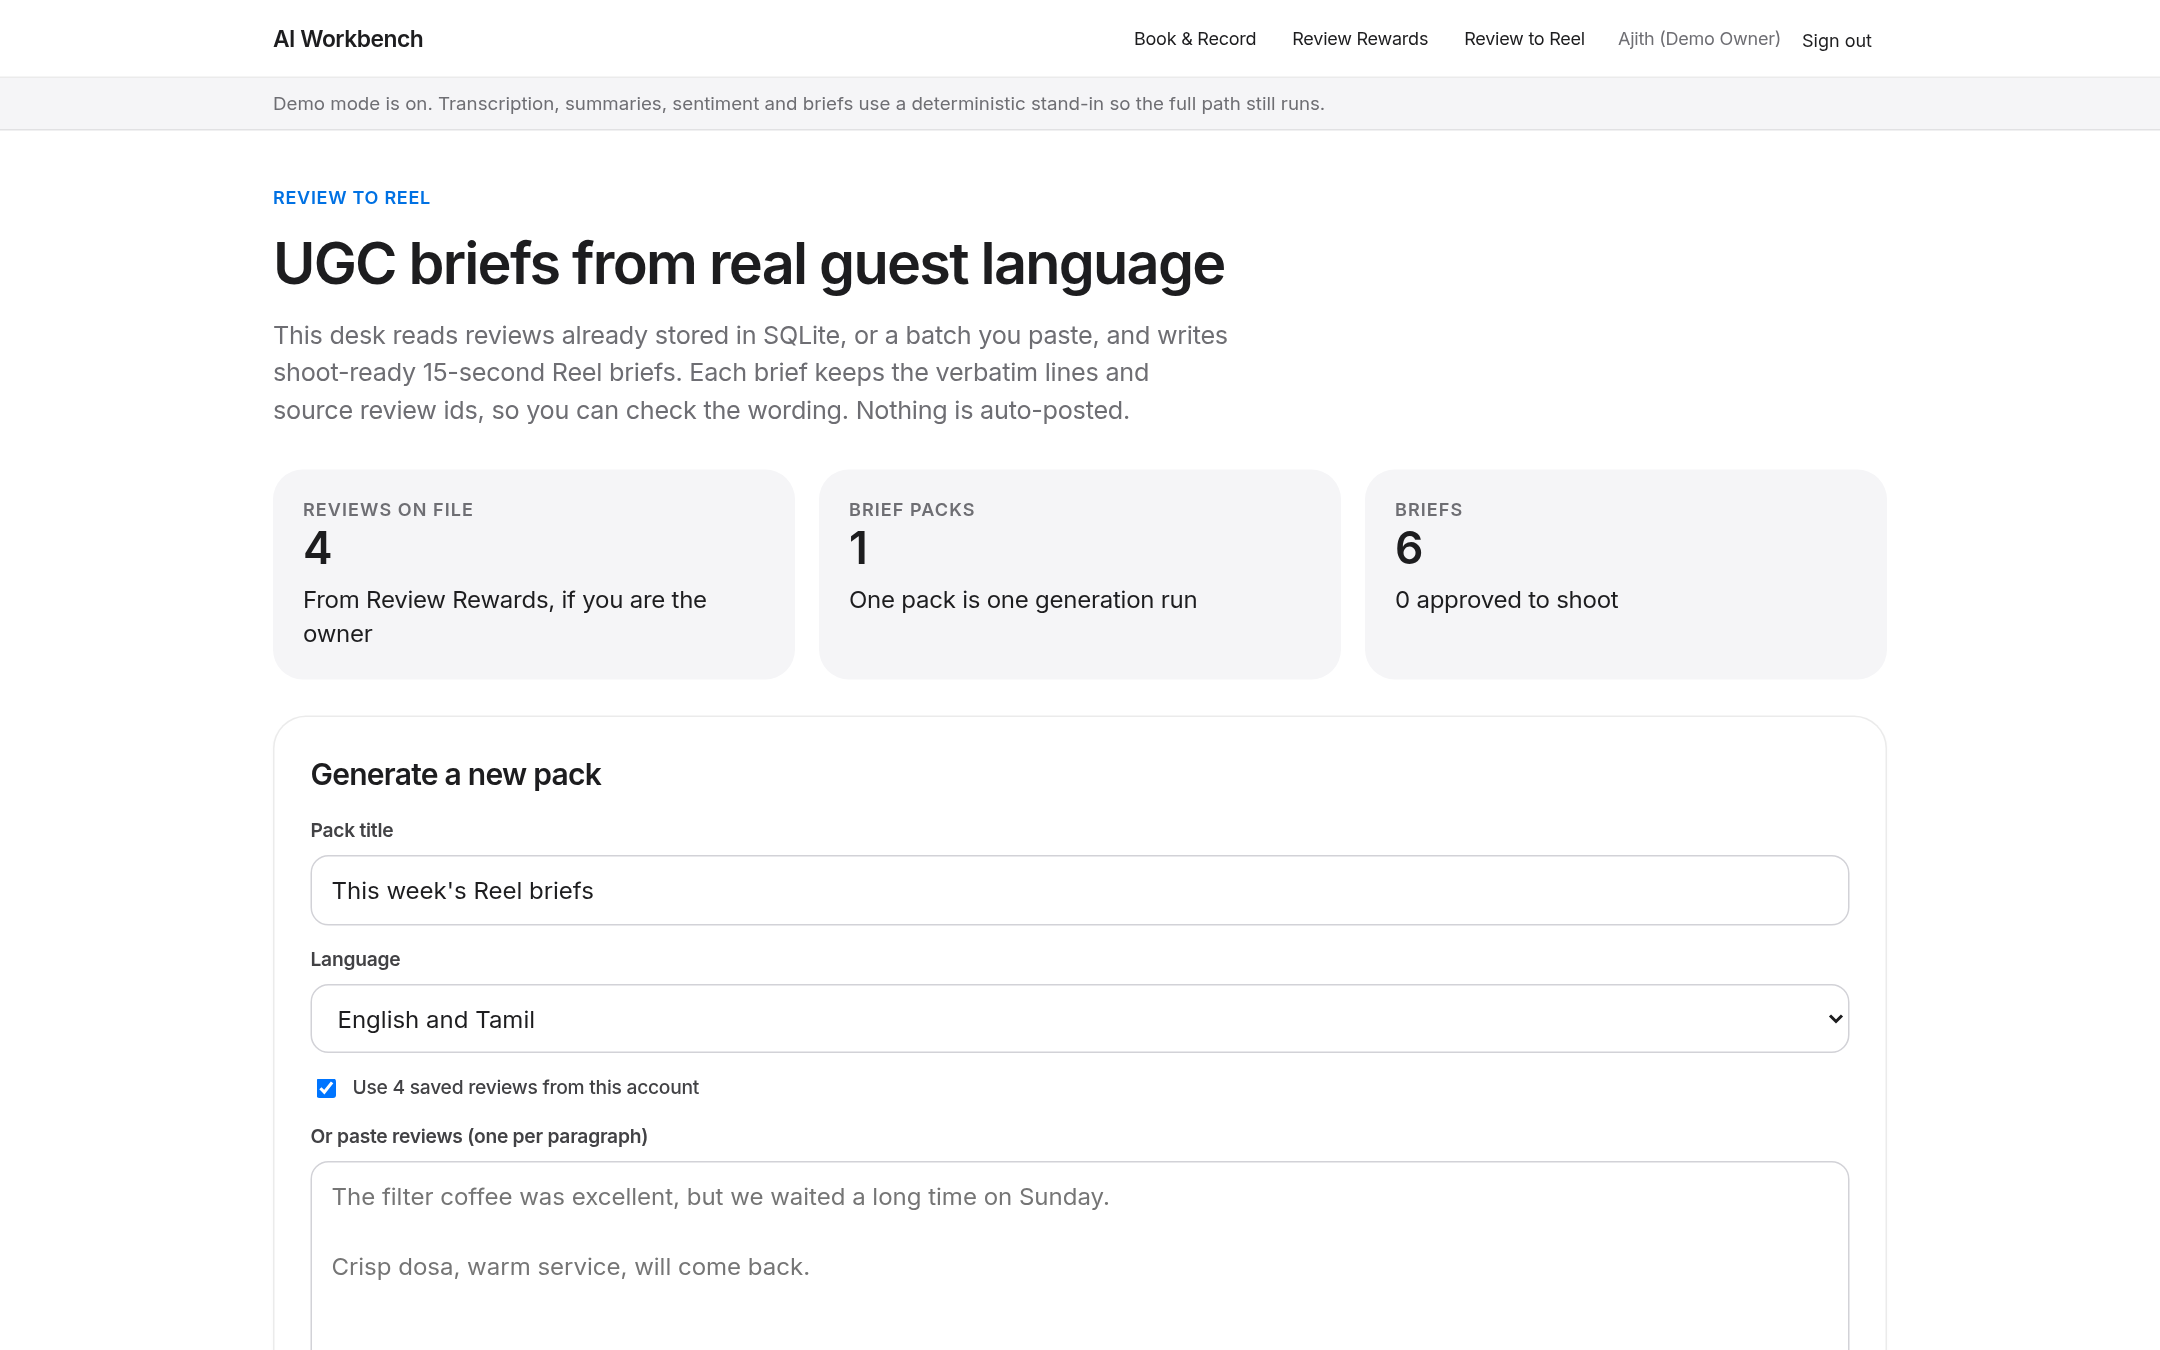 AI Workbench
Book & Record
Review Rewards
Review to Reel
Ajith (Demo Owner)
Sign out
Demo mode is on. Transcription, summaries, sentiment and briefs use a deterministic stand-in so the full path still runs.
REVIEW TO REEL
UGC briefs from real guest language
This desk reads reviews already stored in SQLite, or a batch you paste, and writes
shoot-ready 15-second Reel briefs. Each brief keeps the verbatim lines and
source review ids, so you can check the wording. Nothing is auto-posted.
REVIEWS ON FILE
4
From Review Rewards, if you are the
owner
BRIEF PACKS
1
One pack is one generation run
BRIEFS
6
0 approved to shoot
Generate a new pack
Pack title
This week's Reel briefs
Language
English and Tamil
Use 4 saved reviews from this account
Or paste reviews (one per paragraph)
The filter coffee was excellent, but we waited a long time on Sunday.
Crisp dosa, warm service, will come back.